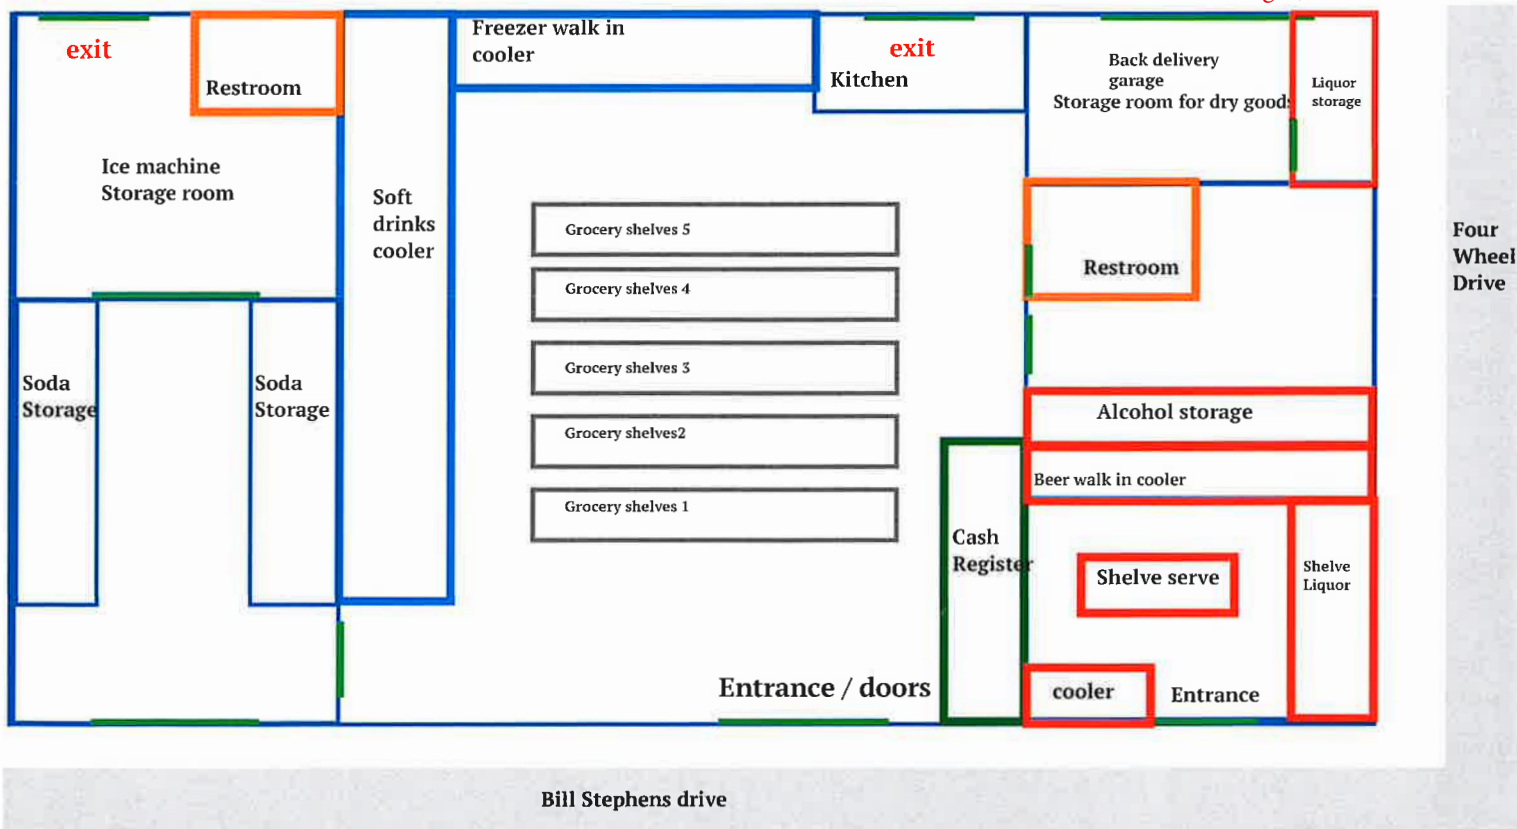 exit
Restroom
Ice machine
Storage room
Soda
Storage
Soda
Storage
Soft
drinks
cooler
Freezer walk in
cooler
exit
Kitchen
Back delivery
garage
Storage room for dry goods
Liquor
storage
Grocery shelves 5
Grocery shelves 4
Grocery shelves 3
Grocery shelves2
Grocery shelves 1
Restroom
Four
Wheel
Drive
Alcohol storage
Beer walk in cooler
Cash
Register
Shelve serve
Shelve
Liquor
cooler
Entrance
Entrance / doors
Bill Stephens drive